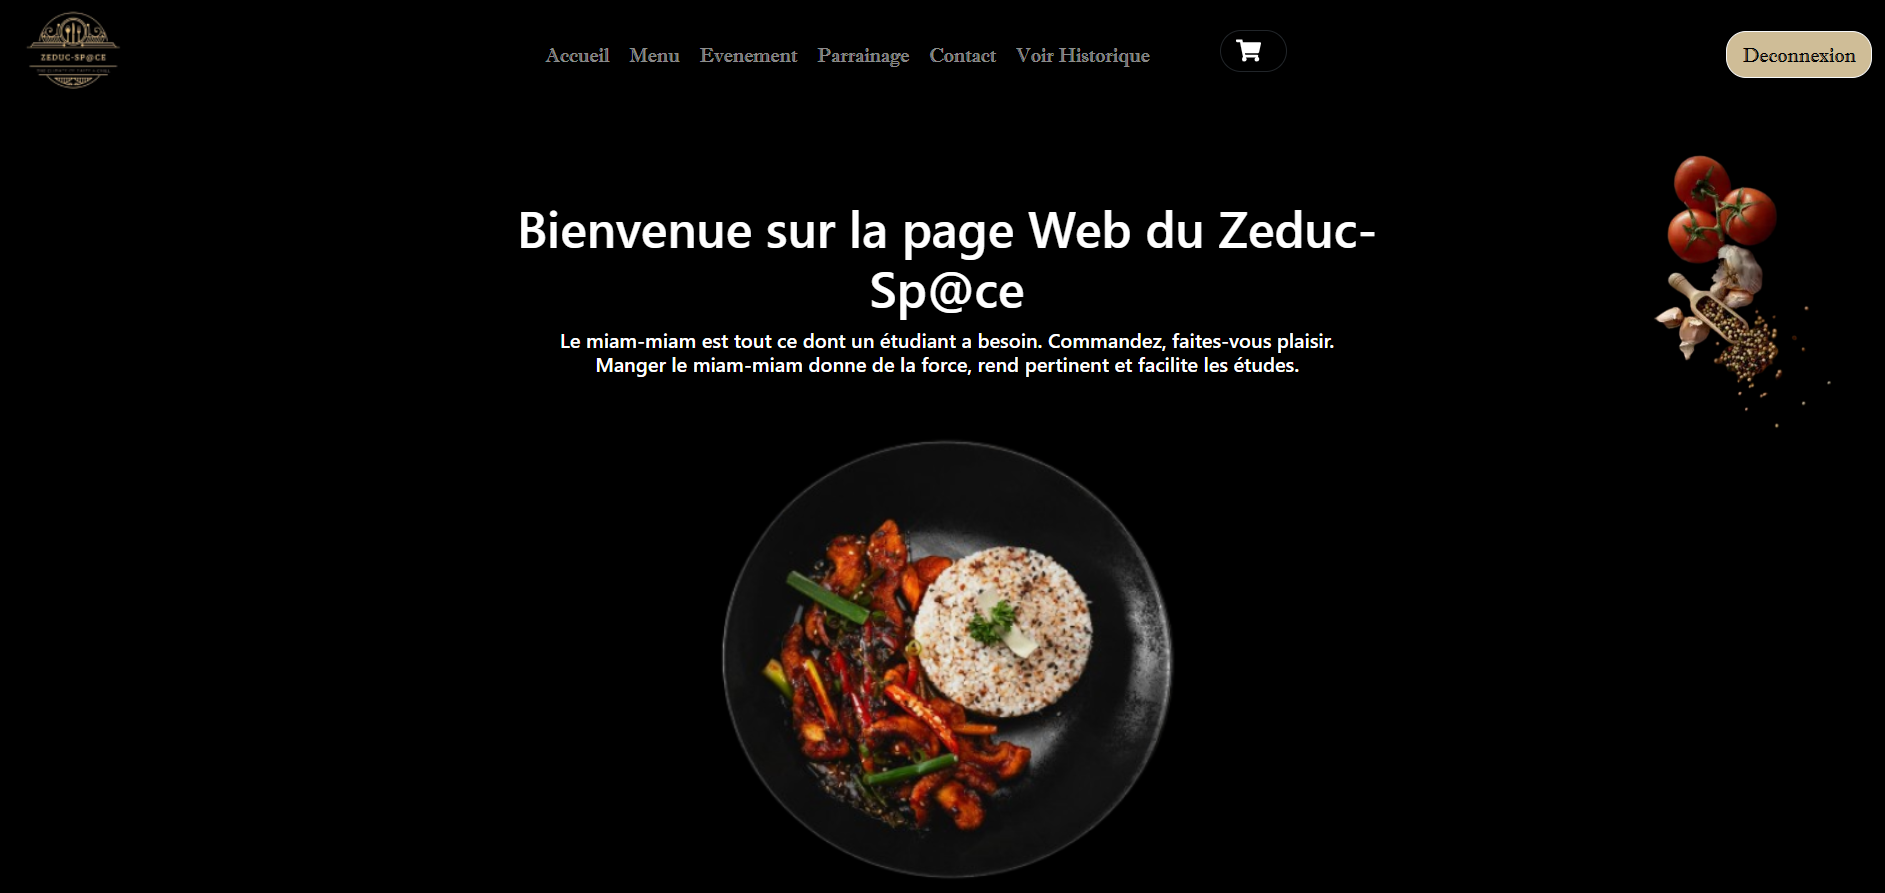 ZEDUC-SP@CE
Accueil Menu Evenement Parrainage Contact Voir Historique
Deconnexion
Bienvenue sur la page Web du Zeduc-
Sp@ce
Le miam-miam est tout ce dont un étudiant a besoin. Commandez, faites-vous plaisir.
Manger le miam-miam donne de la force, rend pertinent et facilite les études.